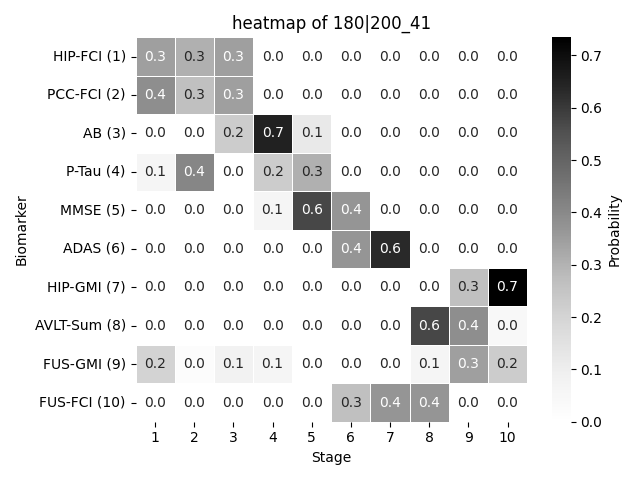 heatmap of 180|200_41
Biomarker
HIP-FCI (1) 0.3 0.3 0.3 0.0 0.0 0.0 0.0 0.0 0.0 0.0
PCC-FCI (2) 0.4 0.3 0.3 0.0 0.0 0.0 0.0 0.0 0.0 0.0
AB (3) 0.0 0.0 0.2 0.7 0.1 0.0 0.0 0.0 0.0 0.0
P-Tau (4) 0.1 0.4 0.0 0.2 0.3 0.0 0.0 0.0 0.0 0.0
MMSE (5) 0.0 0.0 0.0 0.1 0.6 0.4 0.0 0.0 0.0 0.0
ADAS (6) 0.0 0.0 0.0 0.0 0.0 0.4 0.6 0.0 0.0 0.0
HIP-GMI (7) 0.0 0.0 0.0 0.0 0.0 0.0 0.0 0.0 0.3 0.7
AVLT-Sum (8) 0.0 0.0 0.0 0.0 0.0 0.0 0.0 0.6 0.4 0.0
FUS-GMI (9) 0.2 0.0 0.1 0.1 0.0 0.0 0.0 0.1 0.3 0.2
FUS-FCI (10) 0.0 0.0 0.0 0.0 0.0 0.3 0.4 0.4 0.0 0.0
1 2 3 4 5 6 7 8 9 10
Stage
0.7
0.6
0.5
0.4
0.3
0.2
0.1
0.0
Probability